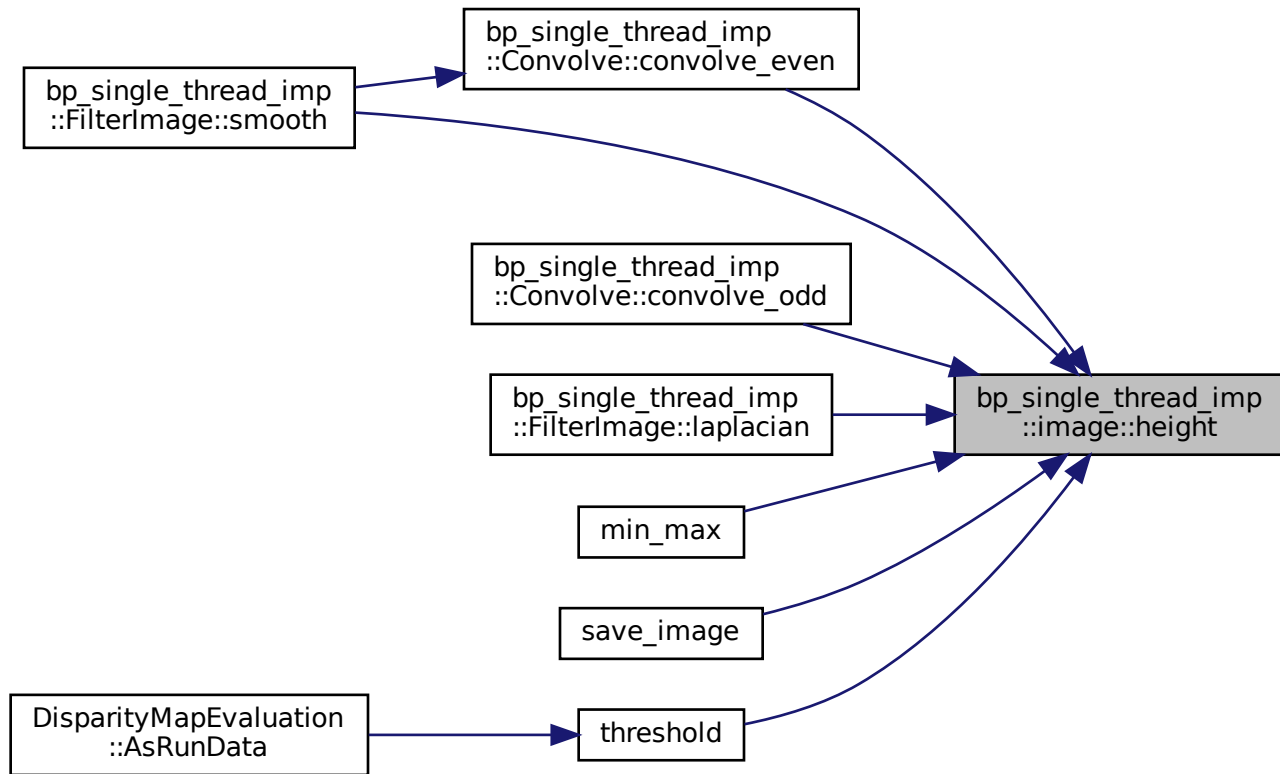 bp_single_thread_imp
::Convolve::convolve_even
bp_single_thread_imp
::FilterImage::smooth
bp_single_thread_imp
::Convolve::convolve_odd
bp_single_thread_imp
::FilterImage::laplacian
bp_single_thread_imp
::image::height
min_max
save_image
DisparityMapEvaluation
::AsRunData
threshold